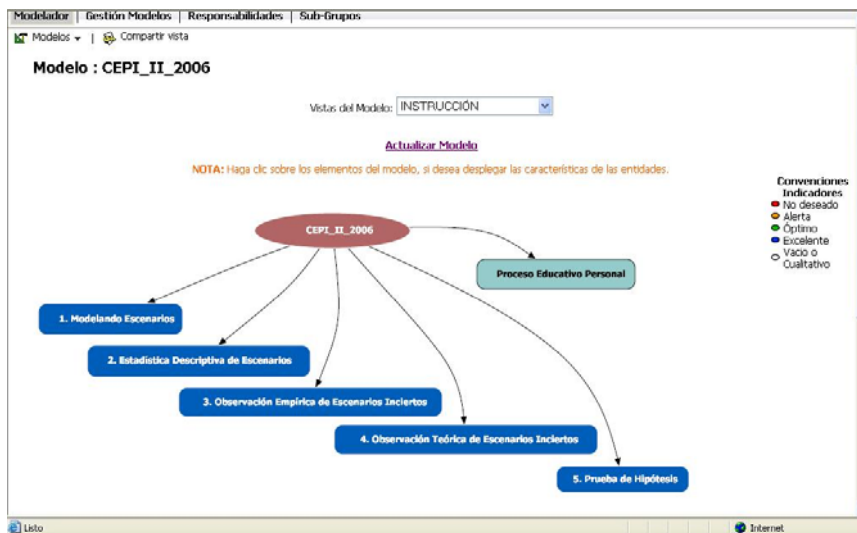 Modelador | Gestión Modelos | Responsabilidades | Sub-Grupos
Modelos | Compartir vista
Modelo : CEPI_II_2006
Vistas del Modelo: INSTRUCCIÓN
Actualizar Modelo
NOTA: Haga clic sobre los elementos del modelo, si desea desplegar las características de las entidades.
Convenciones
Indicadores
No deseado
Alerta
Óptimo
Excelente
Vacio o
Cualitativo
CEPI_II_2006
Proceso Educativo Personal
1. Modelando Escenarios
2. Estadística Descriptiva de Escenarios
3. Observación Empírica de Escenarios Inciertos
4. Observación Teórica de Escenarios Inciertos
5. Prueba de Hipótesis
Listo
Internet